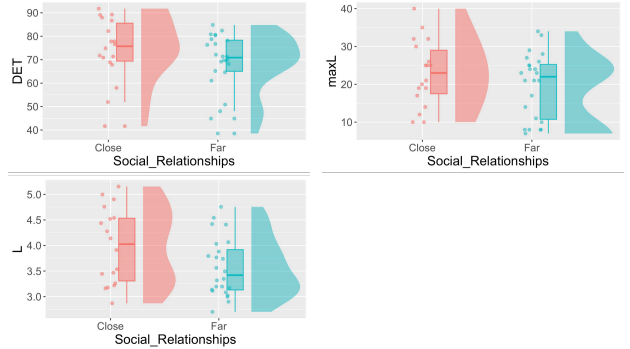 90
80
70
60
50
40
DET
Close
Far
Social_Relationships
40
30
20
10
maxL
Close
Far
Social_Relationships
5.0
4.5
4.0
3.5
3.0
L
Close
Far
Social_Relationships